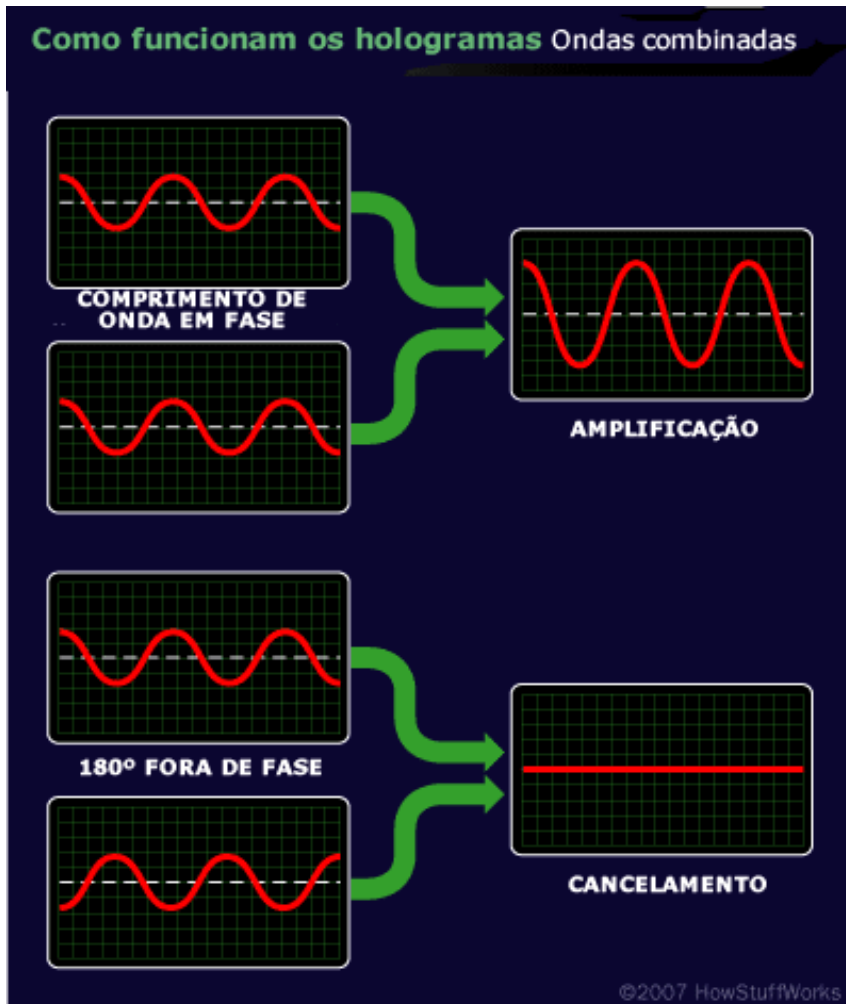 Como funcionam os hologramas Ondas combinadas
COMPRIMENTO DE
ONDA EM FASE
AMPLIFICAÇÃO
180º FORA DE FASE
CANCELAMENTO
©2007 HowStuffWorks